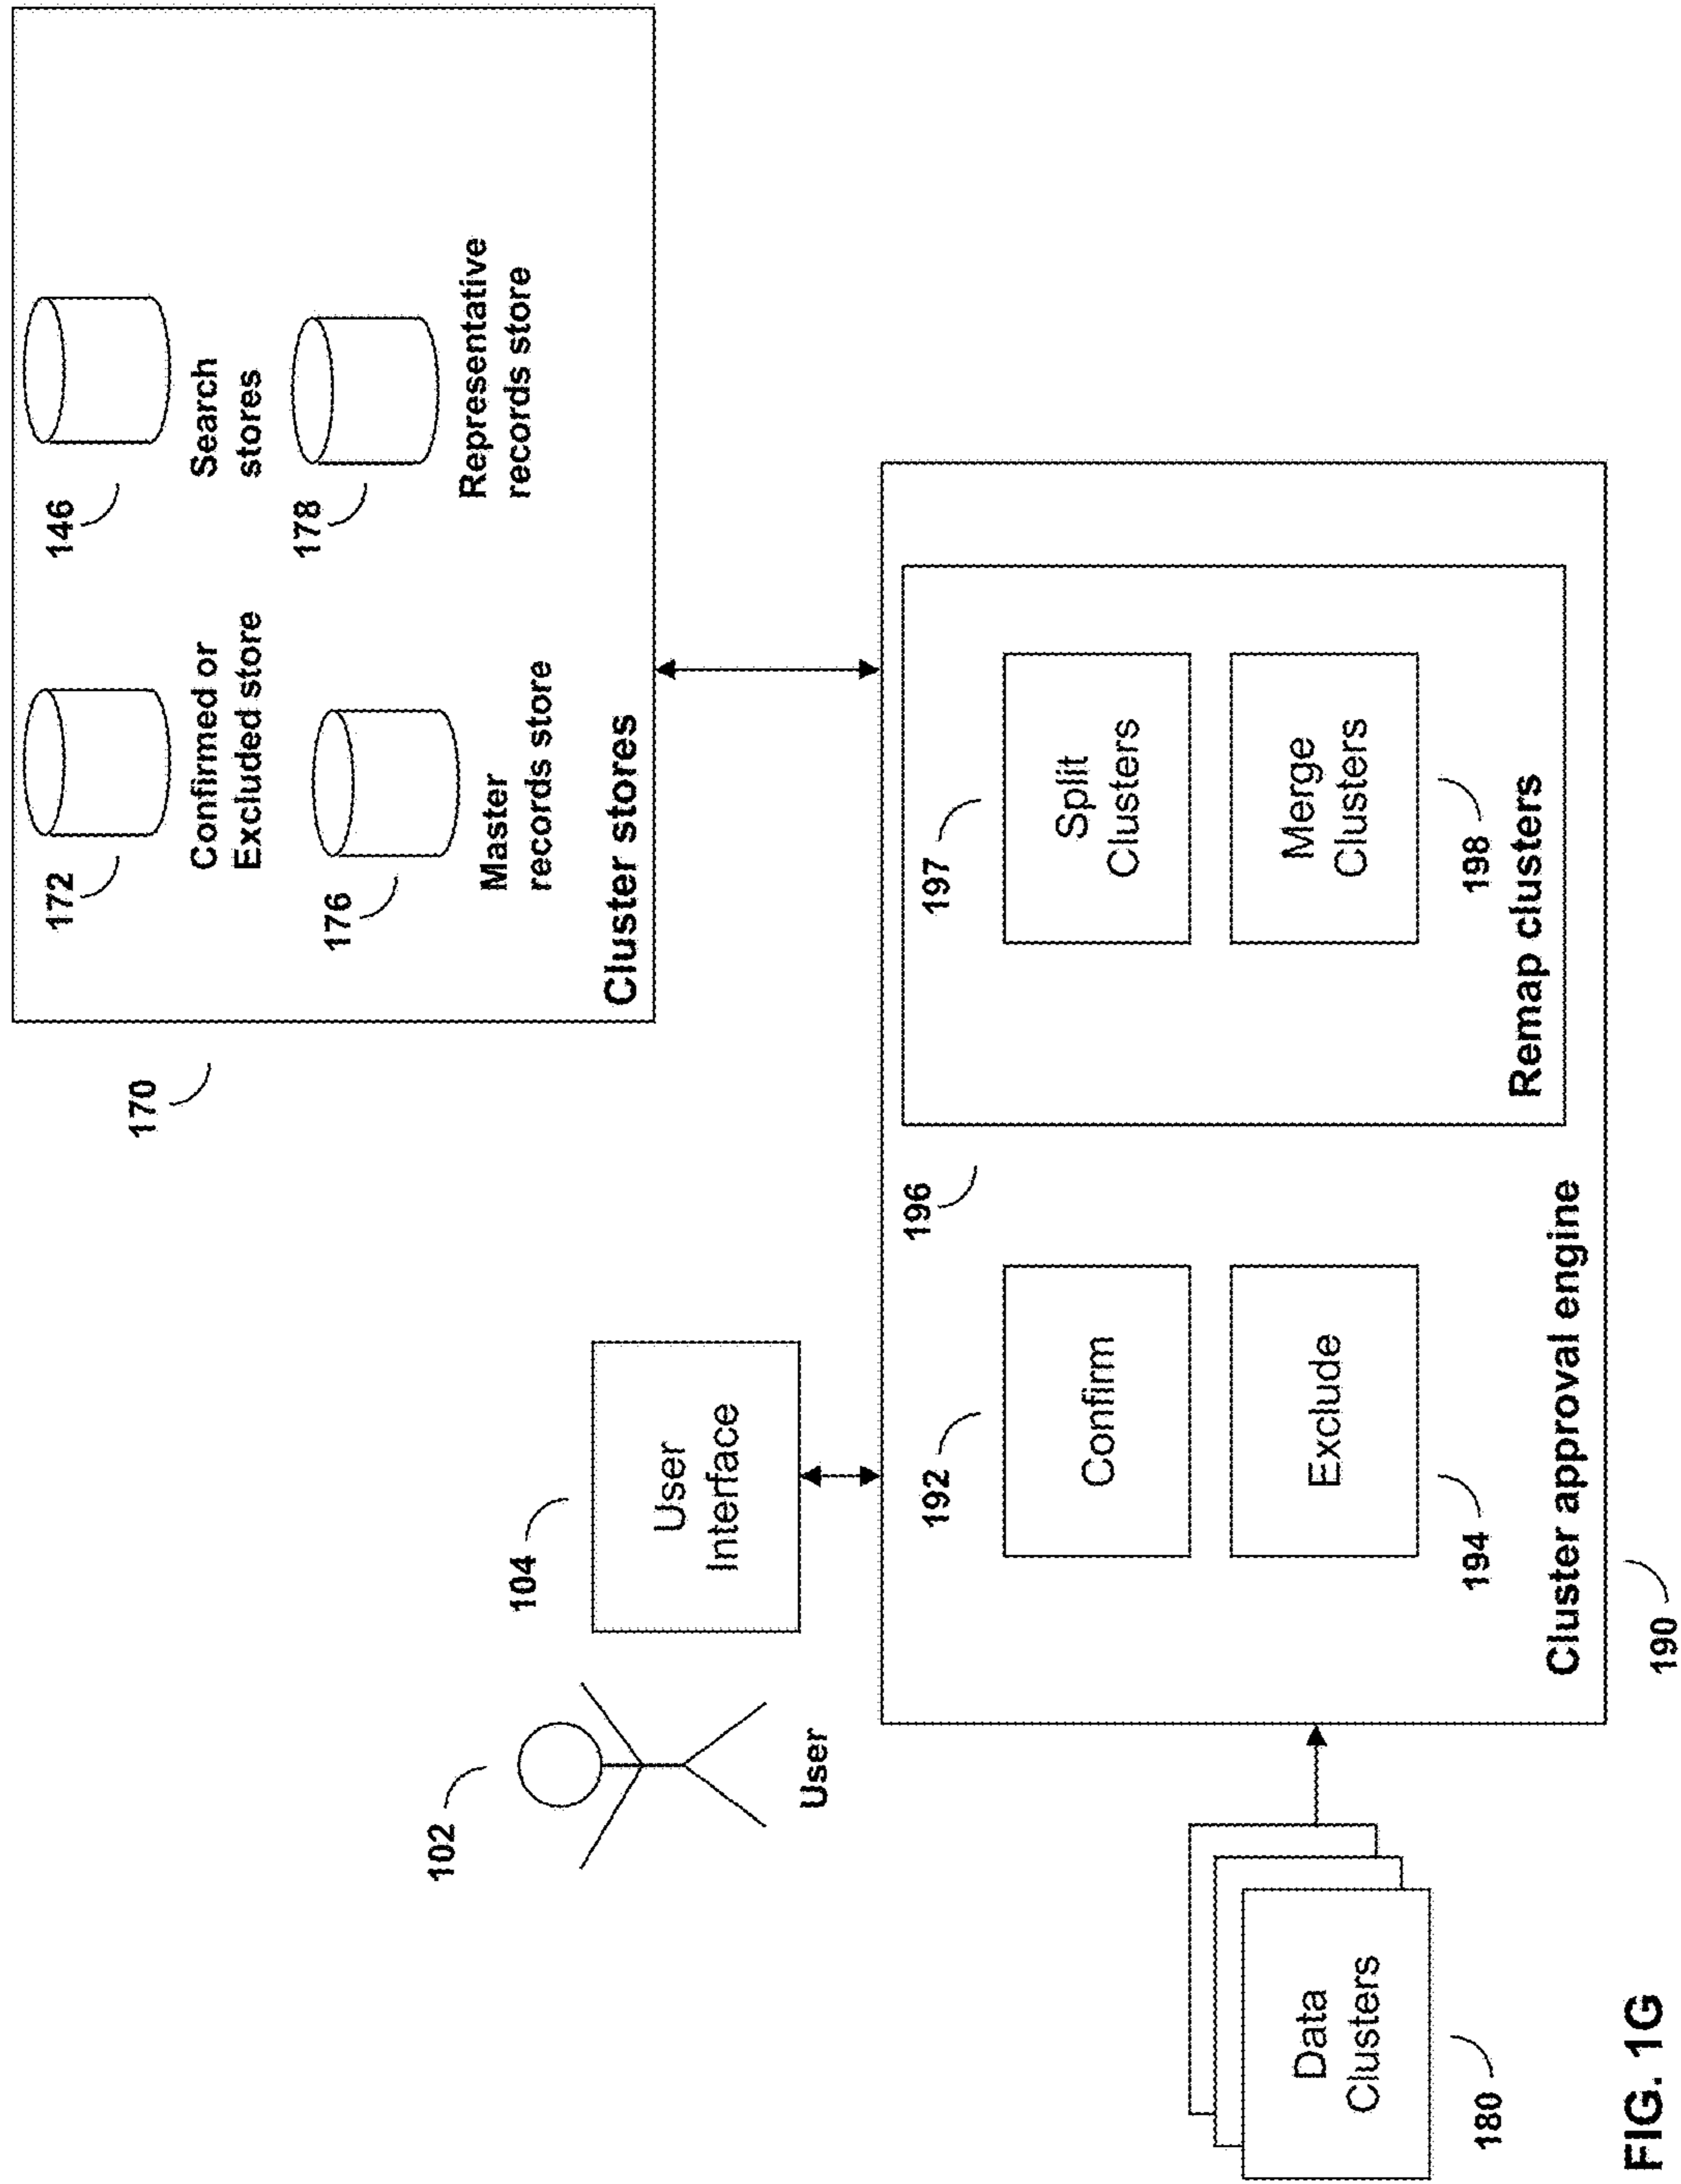 172
Confirmed or
Excluded store
146
Search
stores
176
Master
records store
178
Representative
records store
Cluster stores
170
102
User
104
User
Interface
192
Confirm
194
Exclude
196
197
Split
Clusters
Merge
Clusters
198
Remap clusters
Cluster approval engine
190
Data
Clusters
180
FIG. 1G